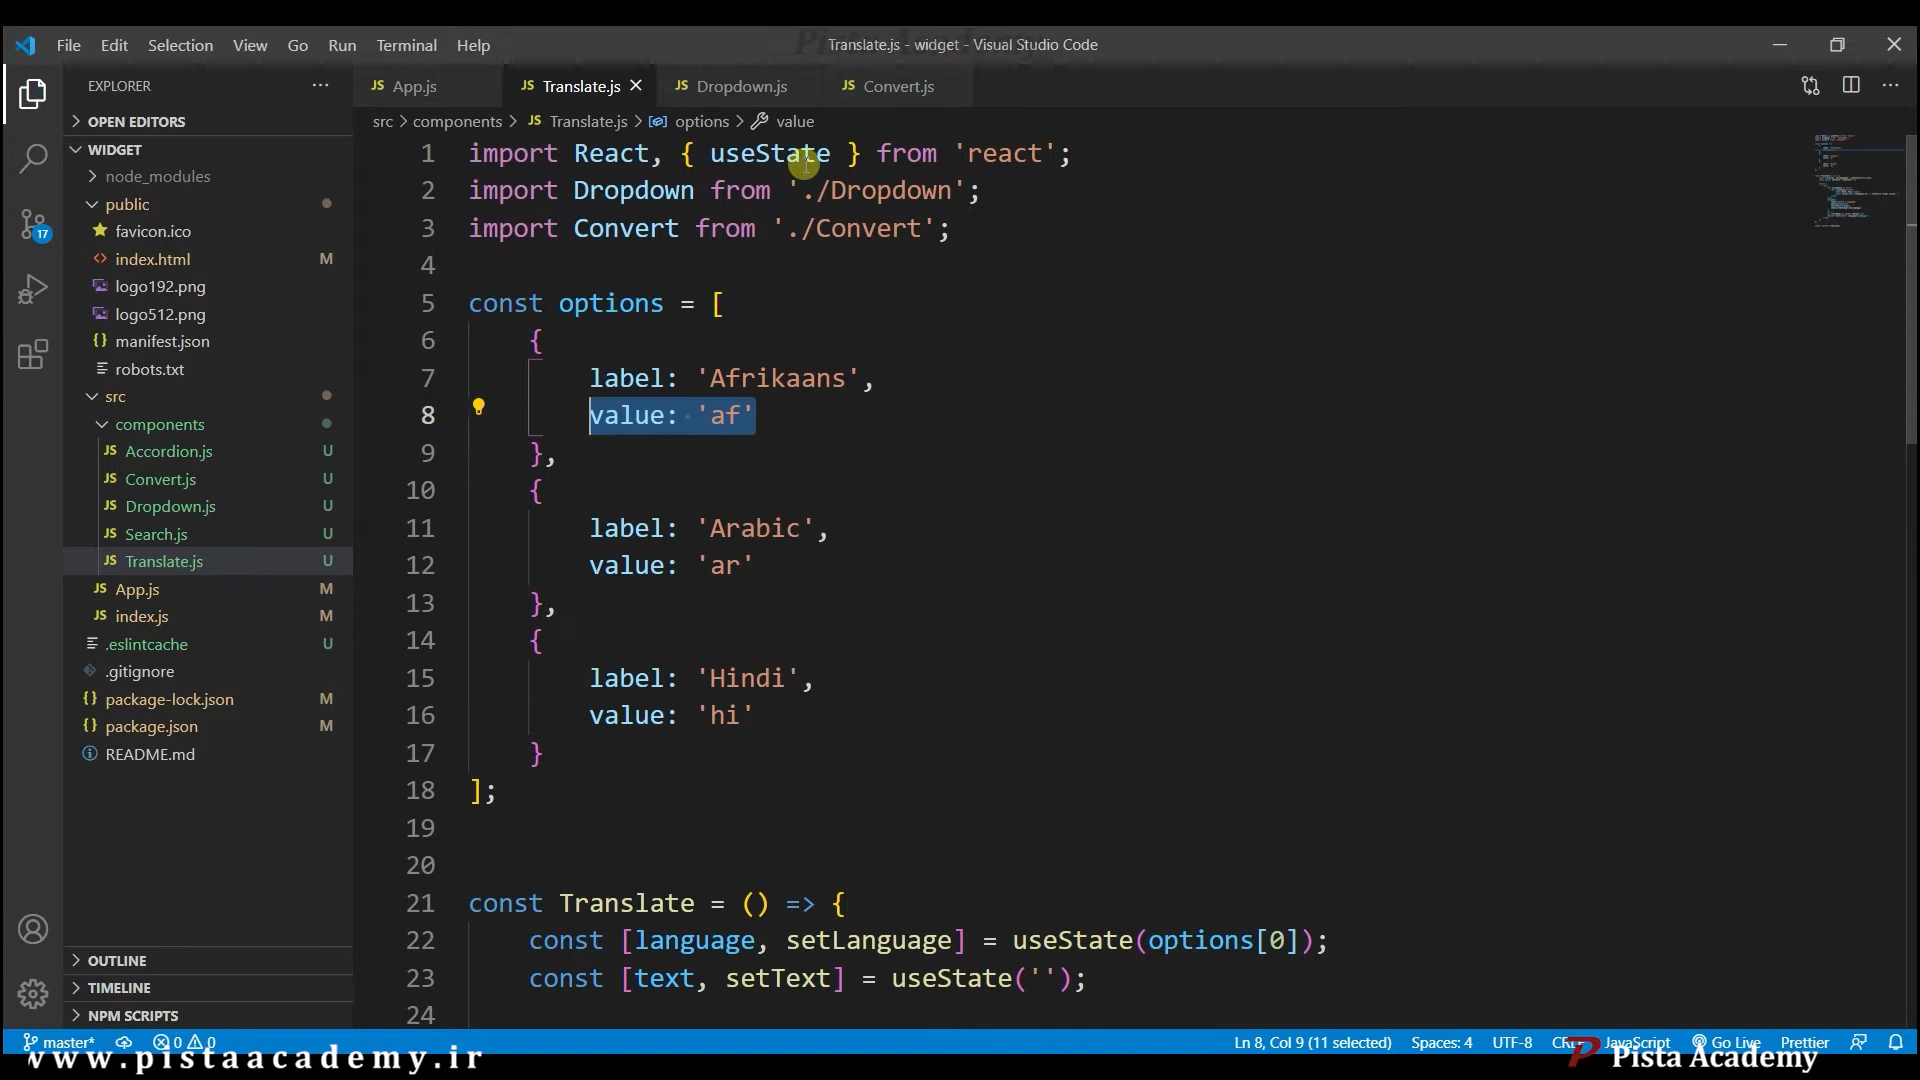 File Edit Selection View Go Run Terminal Help
Translate.js - widget - Visual Studio Code
EXPLORER
OPEN EDITORS
WIDGET
node_modules
public
favicon.ico
index.html M
logo192.png
logo512.png
manifest.json
robots.txt
src
components
JS Accordion.js U
JS Convert.js U
JS Dropdown.js U
JS Search.js U
JS Translate.js U
JS App.js M
JS index.js M
.eslintcache U
.gitignore
{} package-lock.json M
{} package.json M
README.md
OUTLINE
TIMELINE
NPM SCRIPTS
17
JS App.js JS Translate.js JS Dropdown.js JS Convert.js
src > components > JS Translate.js > options > value
1 import React, { useState } from 'react';
2 import Dropdown from './Dropdown';
3 import Convert from './Convert';
4
5 const options = [
6 {
7 label: 'Afrikaans',
8 value: 'af'
9 },
10 {
11 label: 'Arabic',
12 value: 'ar'
13 },
14 {
15 label: 'Hindi',
16 value: 'hi'
17 }
18 ];
19
20
21 const Translate = () => {
22 const [language, setLanguage] = useState(options[0]);
23 const [text, setText] = useState('');
24
master* 0 0 Ln 8, Col 9 (11 selected) Spaces: 4 UTF-8 JavaScript Go Live Prettier
www.pistaacademy.ir
Pista Academy